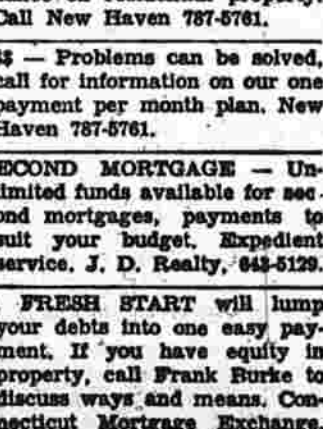 Call New Haven 787-5761.
$$ — Problems can be solved,
call for information on our one
payment per month plan. New
Haven 787-5761.
ECOND MORTGAGE — Un-
limited funds available for sec-
ond mortgages, payments to
suit your budget. Expedient
service. J. D. Realty, 643-5129.
FRESH START will lump
your debts into one easy pay-
ment. If you have equity in
property, call Frank Burke to
discuss ways and means. Con-
necticut Mortgage Exchange,